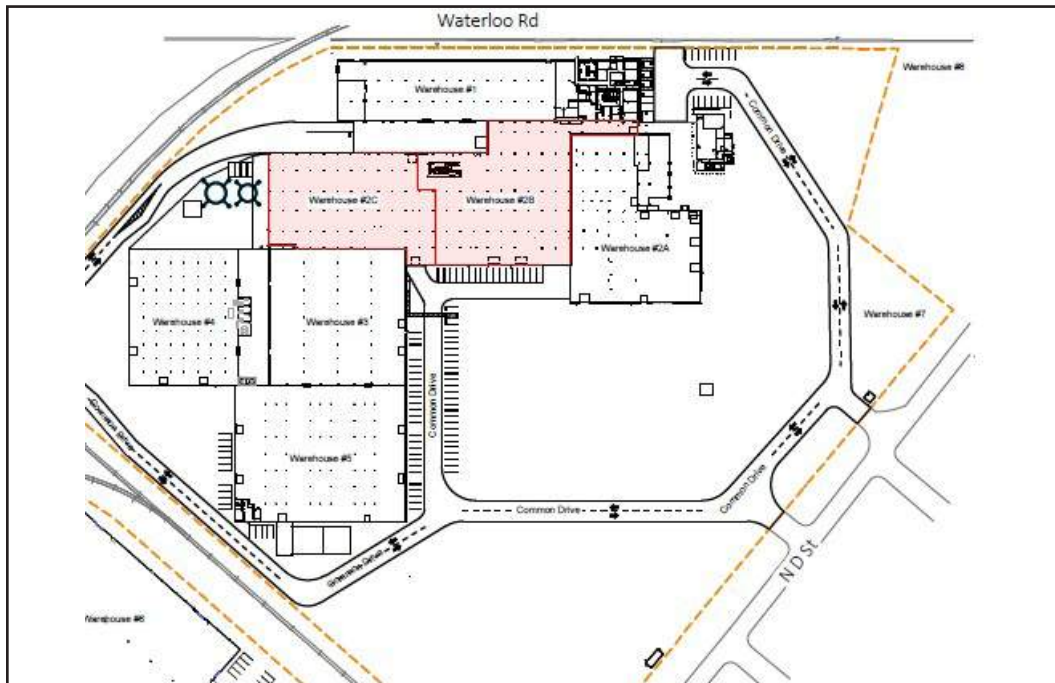 Waterloo Rd
Warehouse #8
Warehouse #1
Common Drive
Warehouse #2C
Warehouse #2B
Warehouse #2A
Warehouse #4
Warehouse #3
Warehouse #7
Common Drive
Warehouse #5
Common Drive
Common Drive
N D St
Warehouse #6